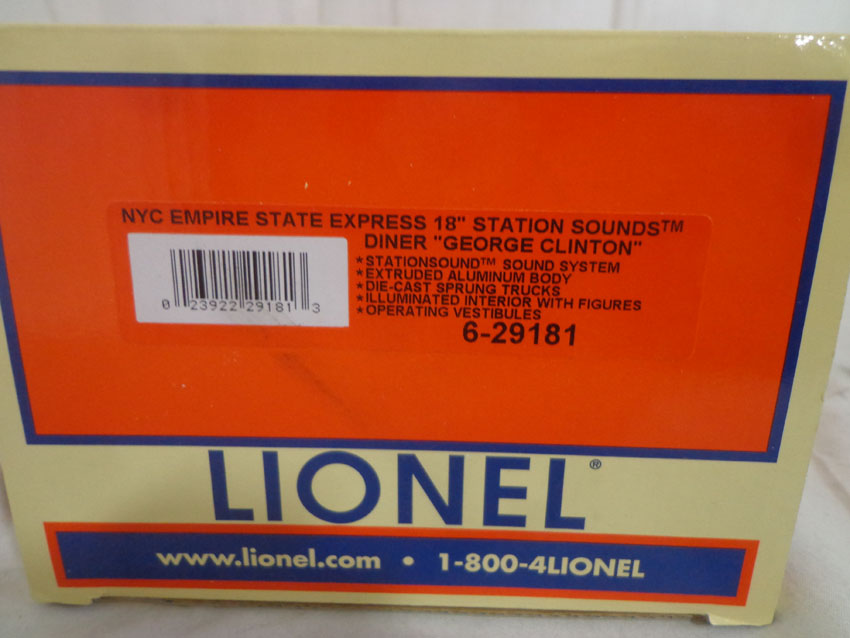 NYC EMPIRE STATE EXPRESS 18" STATION SOUNDS™
DINER "GEORGE CLINTON"
*STATIONSOUND™ SOUND SYSTEM
*EXTRUDED ALUMINUM BODY
*DIE-CAST SPRUNG TRUCKS
*ILLUMINATED INTERIOR WITH FIGURES
*OPERATING VESTIBULES
0 23922 29181 3
6-29181
LIONEL®
www.lionel.com • 1-800-4LIONEL